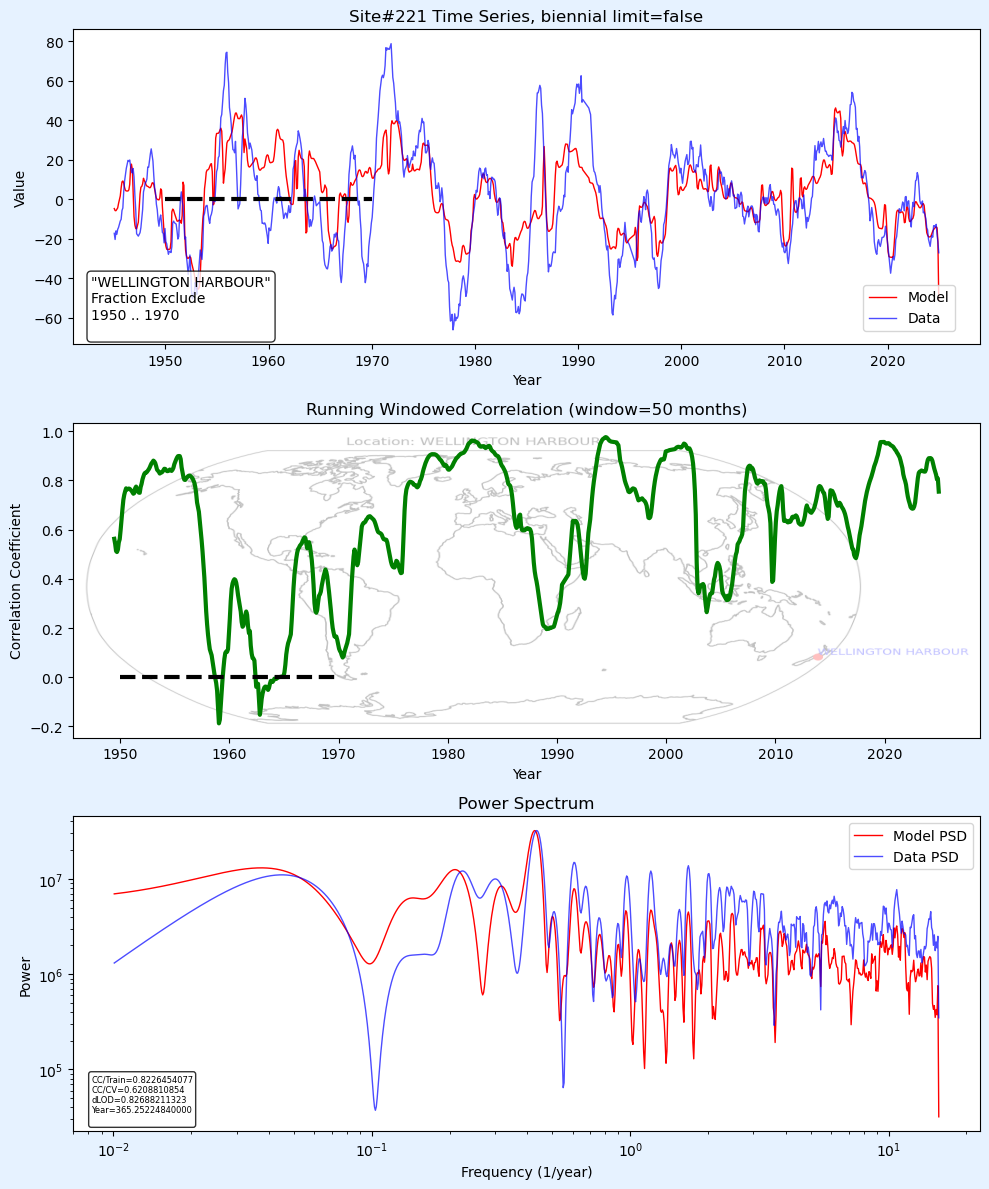 Site#221 Time Series, biennial limit=false
Value
80
60
40
20
0
−20
−40
−60
"WELLINGTON HARBOUR"
Fraction Exclude
1950 .. 1970
Model
Data
1950 1960 1970 1980 1990 2000 2010 2020
Year
Running Windowed Correlation (window=50 months)
Location: WELLINGTON HARBOUR
Correlation Coefficient
1.0
0.8
0.6
0.4
0.2
0.0
−0.2
WELLINGTON HARBOUR
1950 1960 1970 1980 1990 2000 2010 2020
Year
Power Spectrum
Power
10⁷
10⁶
10⁵
Model PSD
Data PSD
CC/Train=0.8226454077
CC/CV=0.6208810854
dLOD=0.82688211323
Year=365.25224840000
10⁻² 10⁻¹ 10⁰ 10¹
Frequency (1/year)